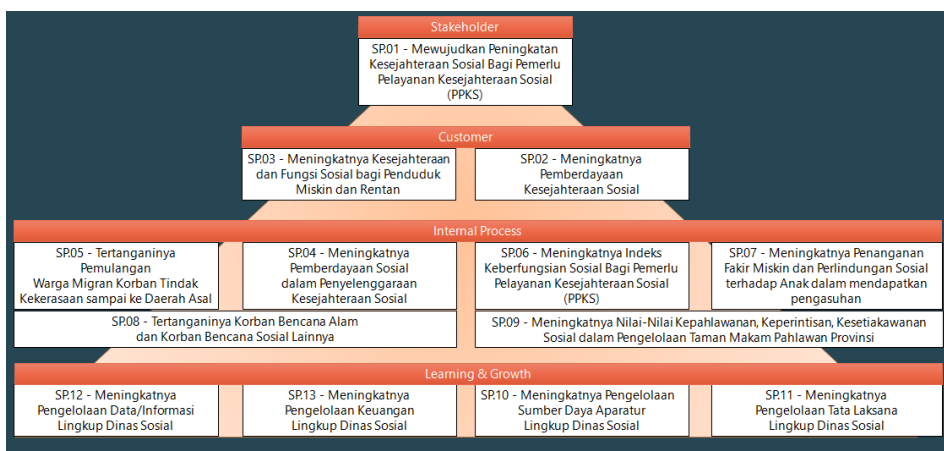 Stakeholder
SP.01 - Mewujudkan Peningkatan
Kesejahteraan Sosial Bagi Pemerlu
Pelayanan Kesejahteraan Sosial
(PPKS)
Customer
SP.03 - Meningkatnya Kesejahteraan
dan Fungsi Sosial bagi Penduduk
Miskin dan Rentan
SP.02 - Meningkatnya
Pemberdayaan
Kesejahteraan Sosial
Internal Process
SP.05 - Tertanganinya
Pemulangan
Warga Migran Korban Tindak
Kekerasaan sampai ke Daerah Asal
SP.04 - Meningkatnya
Pemberdayaan Sosial
dalam Penyelenggaraan
Kesejahteraan Sosial
SP.06 - Meningkatnya Indeks
Keberfungsian Sosial Bagi Pemerlu
Pelayanan Kesejahteraan Sosial
(PPKS)
SP.07 - Meningkatnya Penanganan
Fakir Miskin dan Perlindungan Sosial
terhadap Anak dalam mendapatkan
pengasuhan
SP.08 - Tertanganinya Korban Bencana Alam
dan Korban Bencana Sosial Lainnya
SP.09 - Meningkatnya Nilai-Nilai Kepahlawanan, Keperintisan, Kesetiakawanan
Sosial dalam Pengelolaan Taman Makam Pahlawan Provinsi
Learning & Growth
SP.12 - Meningkatnya
Pengelolaan Data/Informasi
Lingkup Dinas Sosial
SP.13 - Meningkatnya
Pengelolaan Keuangan
Lingkup Dinas Sosial
SP.10 - Meningkatnya Pengelolaan
Sumber Daya Aparatur
Lingkup Dinas Sosial
SP.11 - Meningkatnya
Pengelolaan Tata Laksana
Lingkup Dinas Sosial